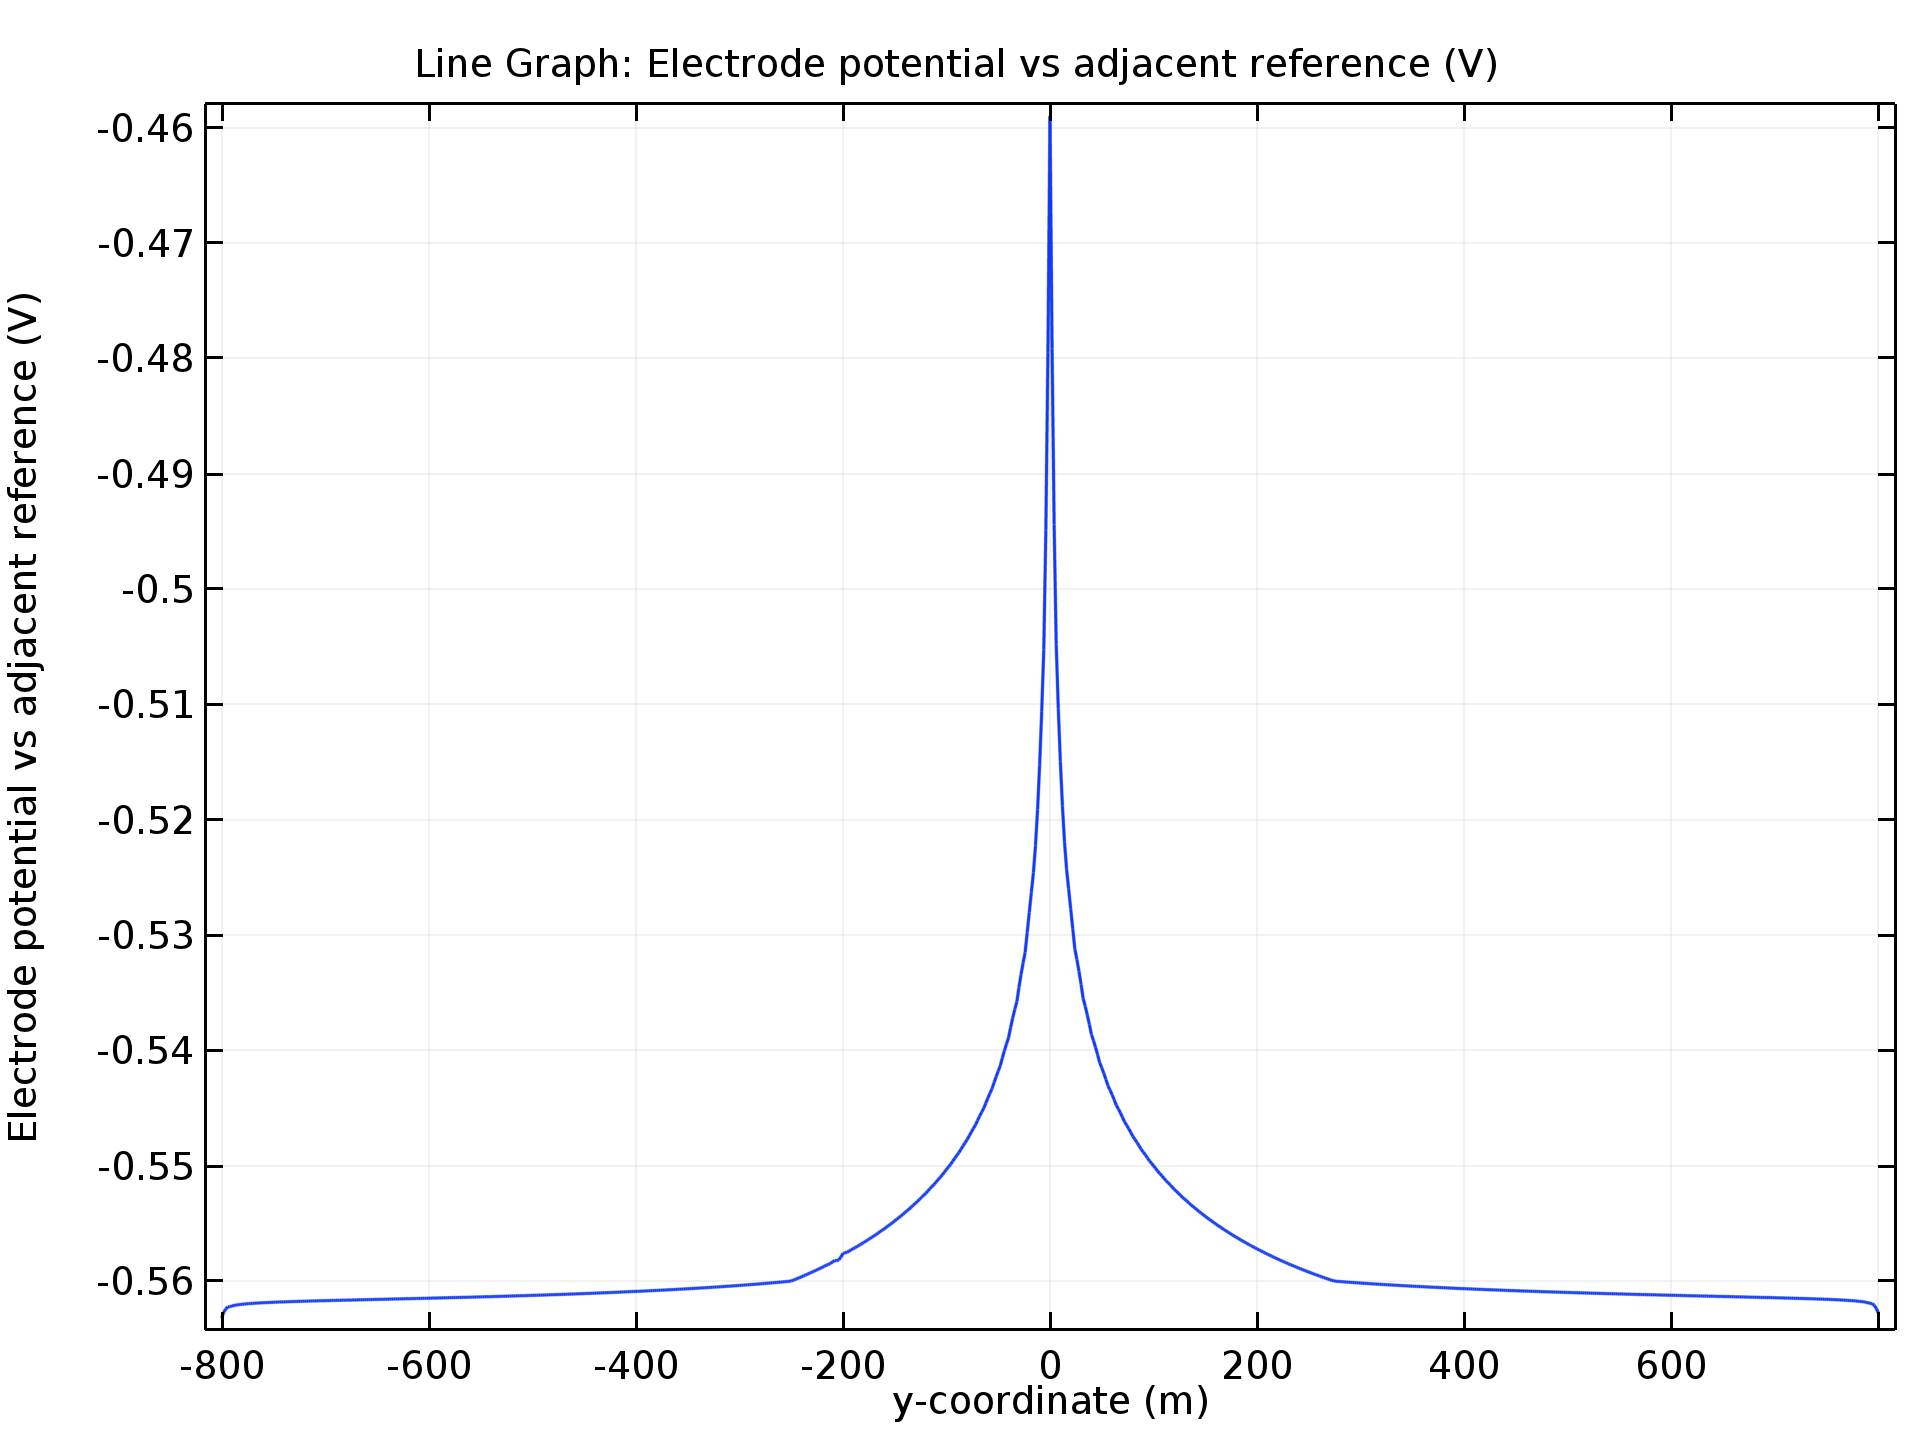 Line Graph: Electrode potential vs adjacent reference (V)
Electrode potential vs adjacent reference (V)
-0.46
-0.47
-0.48
-0.49
-0.5
-0.51
-0.52
-0.53
-0.54
-0.55
-0.56
-800 -600 -400 -200 0 200 400 600
y-coordinate (m)